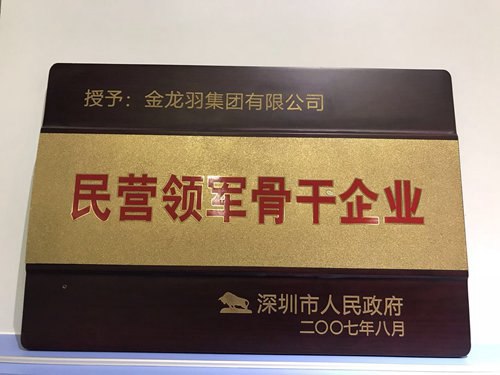 授予：金龙羽集团有限公司
民营领军骨干企业
深圳市人民政府
二〇〇七年八月